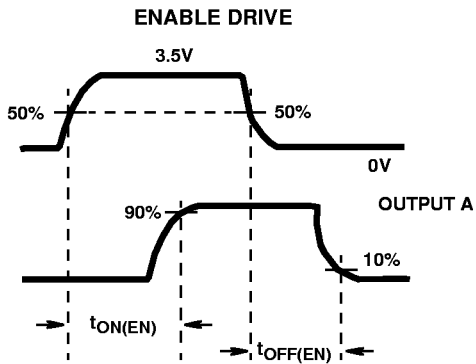 ENABLE DRIVE
3.5V
50%
50%
0V
OUTPUT A
90%
10%
tON(EN)
tOFF(EN)